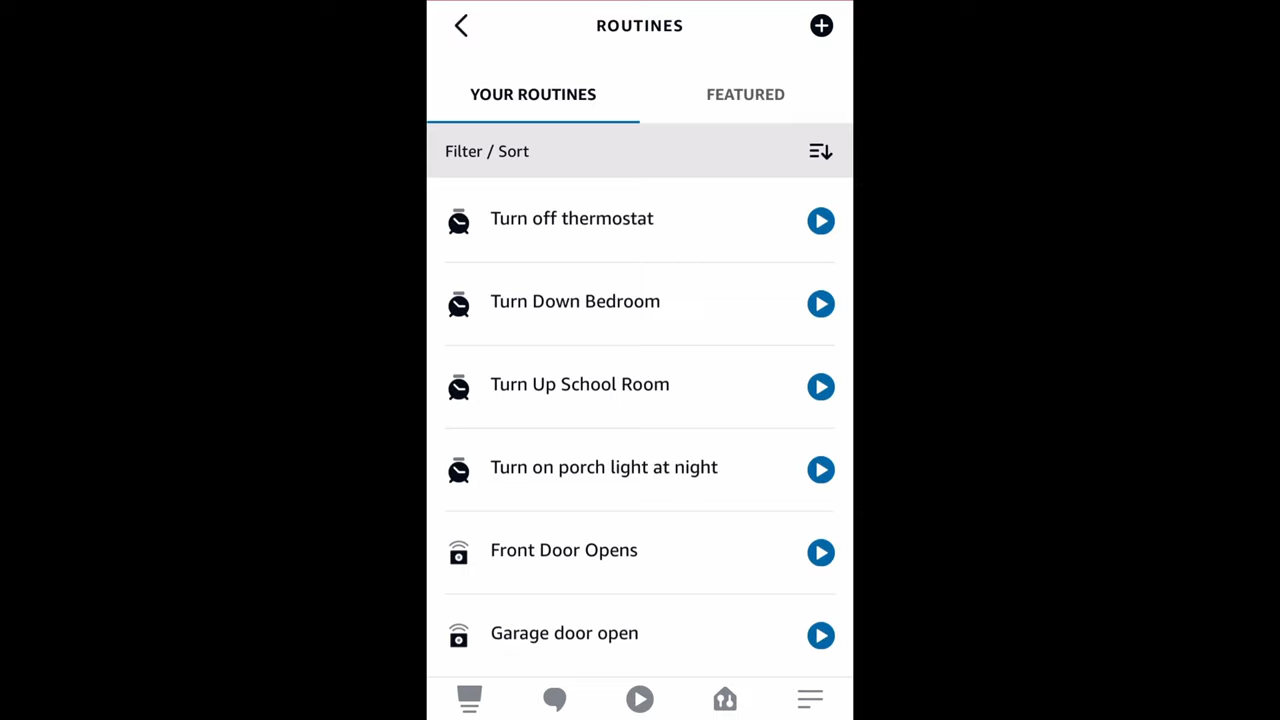 ROUTINES
YOUR ROUTINES
FEATURED
Filter / Sort
Turn off thermostat
Turn Down Bedroom
Turn Up School Room
Turn on porch light at night
Front Door Opens
Garage door open